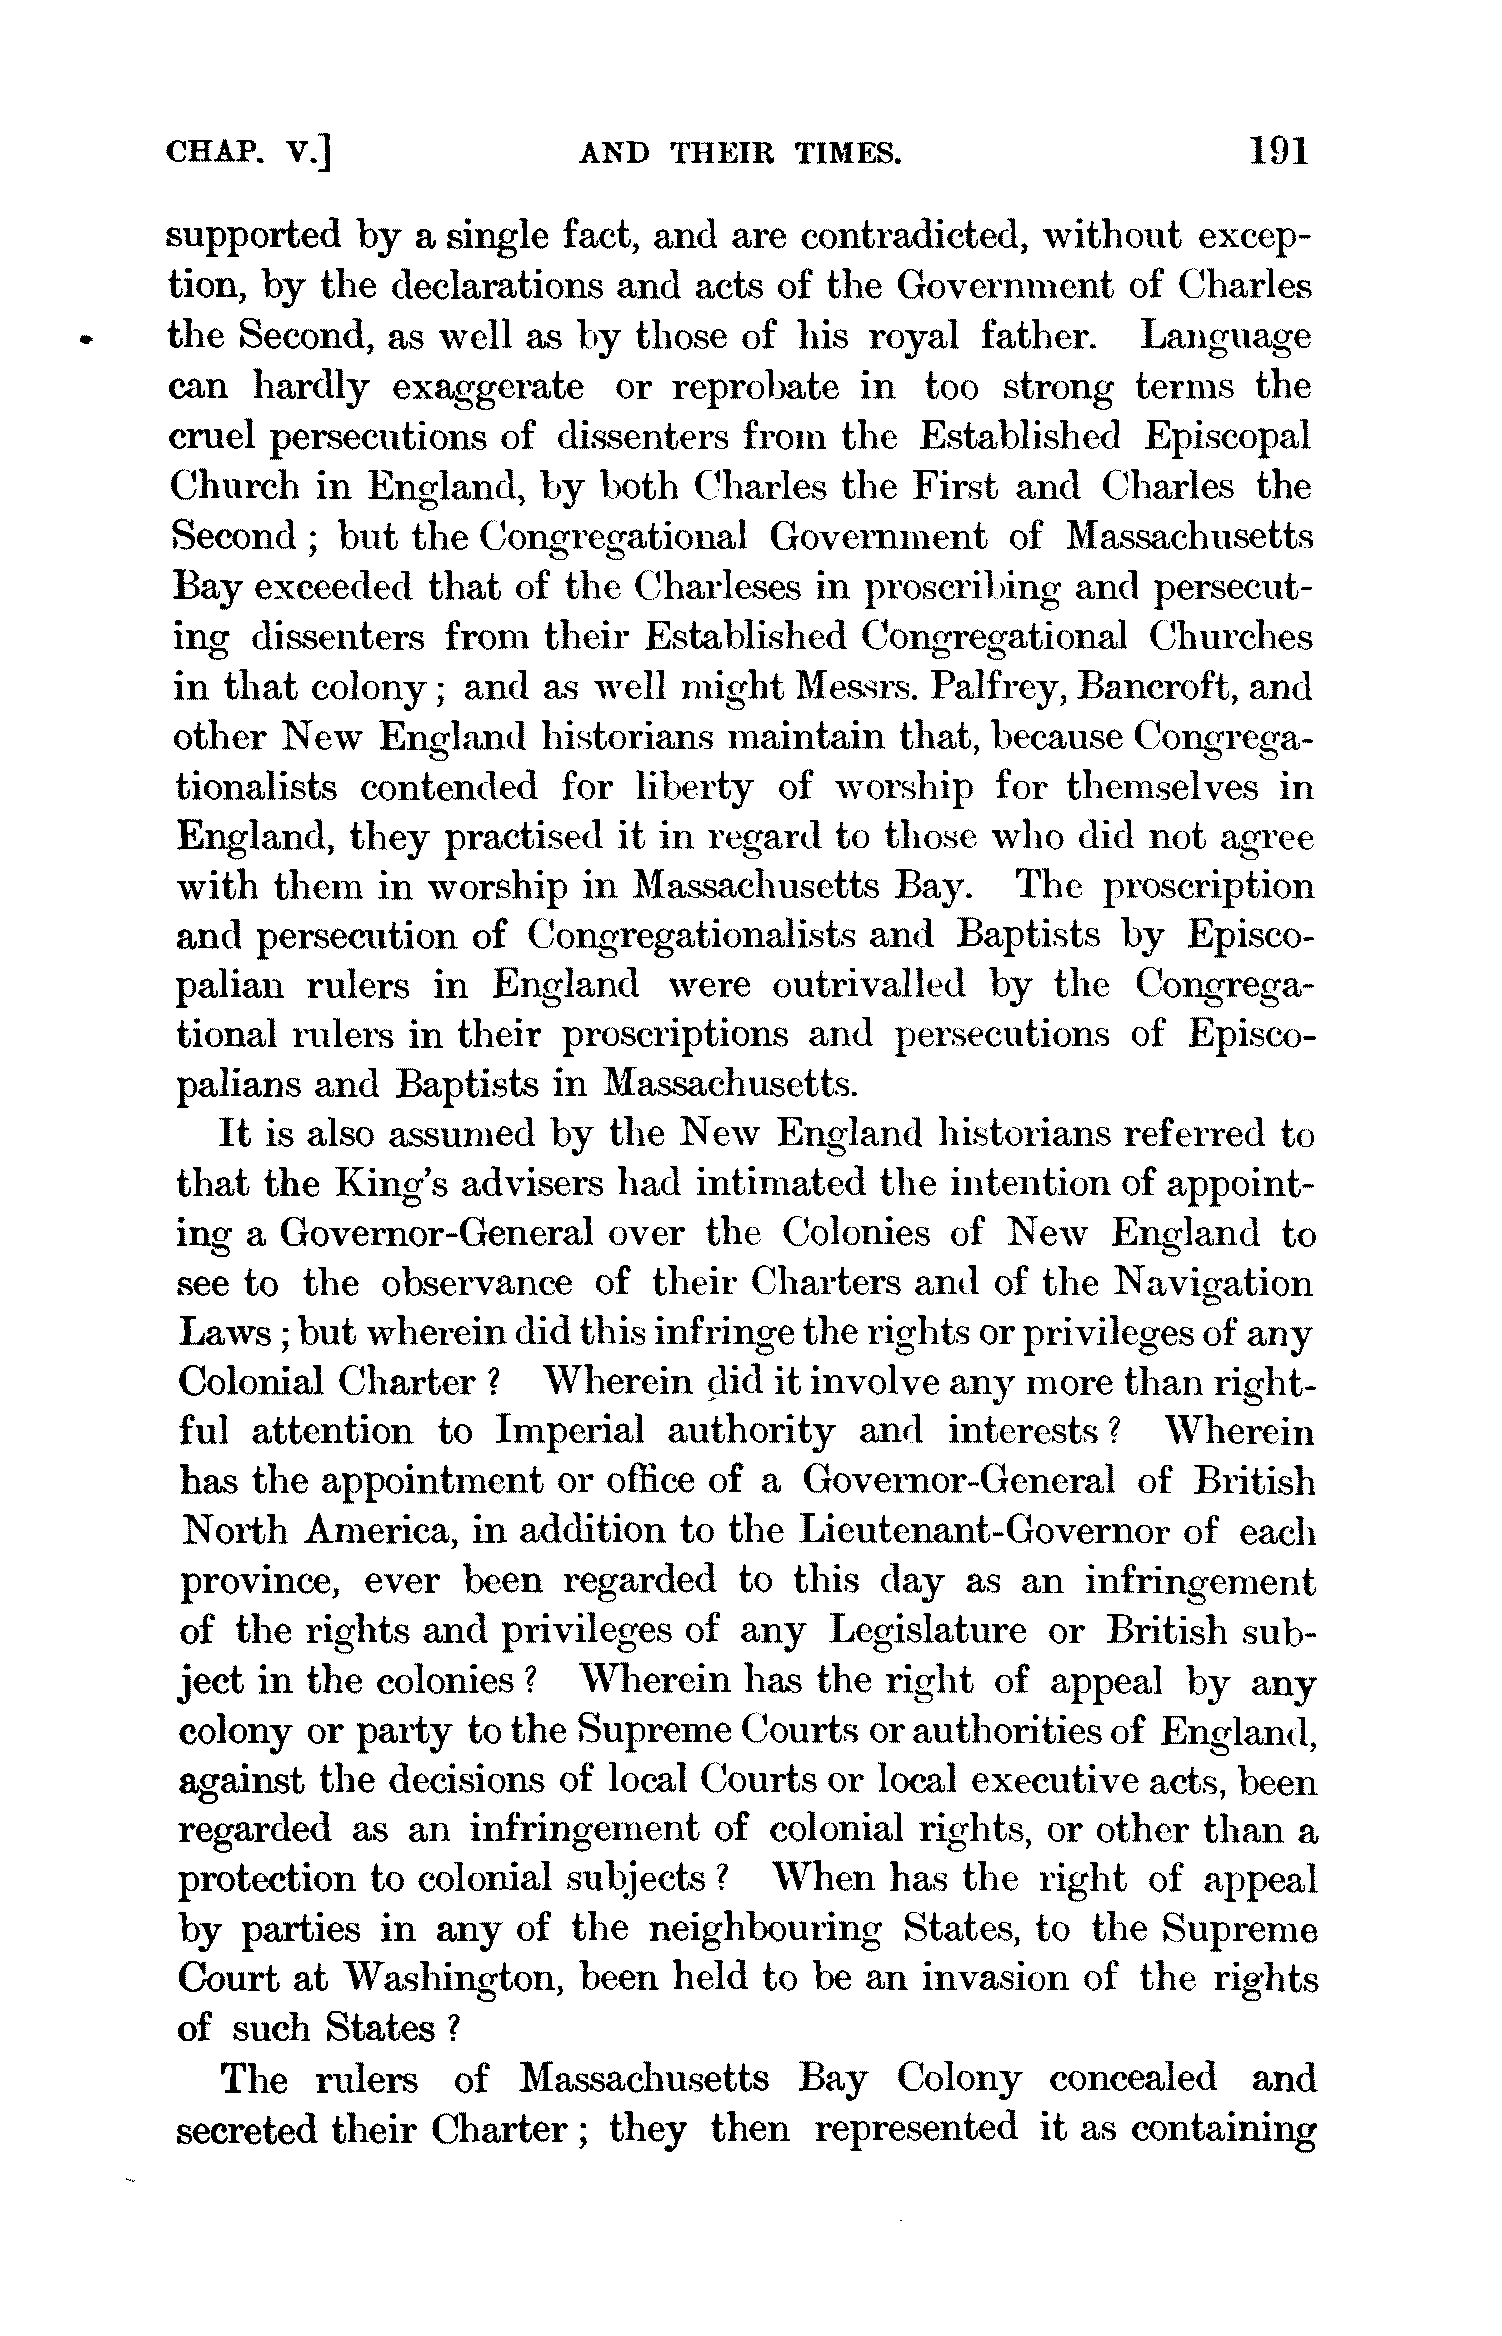 CHAP. V.] AND THEIR TIMES. 191
supported by a single fact, and are contradicted, without excep-
tion, by the declarations and acts of the Government of Charles
the Second, as well as by those of his royal father. Language
can hardly exaggerate or reprobate in too strong terms the
cruel persecutions of dissenters from the Established Episcopal
Church in England, by both Charles the First and Charles the
Second ; but the Congregational Government of Massachusetts
Bay exceeded that of the Charleses in proscribing and persecut-
ing dissenters from their Established Congregational Churches
in that colony ; and as well might Messrs. Palfrey, Bancroft, and
other New England historians maintain that, because Congrega-
tionalists contended for liberty of worship for themselves in
England, they practised it in regard to those who did not agree
with them in worship in Massachusetts Bay. The proscription
and persecution of Congregationalists and Baptists by Episco-
palian rulers in England were outrivalled by the Congrega-
tional rulers in their proscriptions and persecutions of Episco-
palians and Baptists in Massachusetts.
It is also assumed by the New England historians referred to
that the King's advisers had intimated the intention of appoint-
ing a Governor-General over the Colonies of New England to
see to the observance of their Charters and of the Navigation
Laws ; but wherein did this infringe the rights or privileges of any
Colonial Charter ? Wherein did it involve any more than right-
ful attention to Imperial authority and interests ? Wherein
has the appointment or office of a Governor-General of British
North America, in addition to the Lieutenant-Governor of each
province, ever been regarded to this day as an infringement
of the rights and privileges of any Legislature or British sub-
ject in the colonies ? Wherein has the right of appeal by any
colony or party to the Supreme Courts or authorities of England,
against the decisions of local Courts or local executive acts, been
regarded as an infringement of colonial rights, or other than a
protection to colonial subjects ? When has the right of appeal
by parties in any of the neighbouring States, to the Supreme
Court at Washington, been held to be an invasion of the rights
of such States ?
The rulers of Massachusetts Bay Colony concealed and
secreted their Charter ; they then represented it as containing